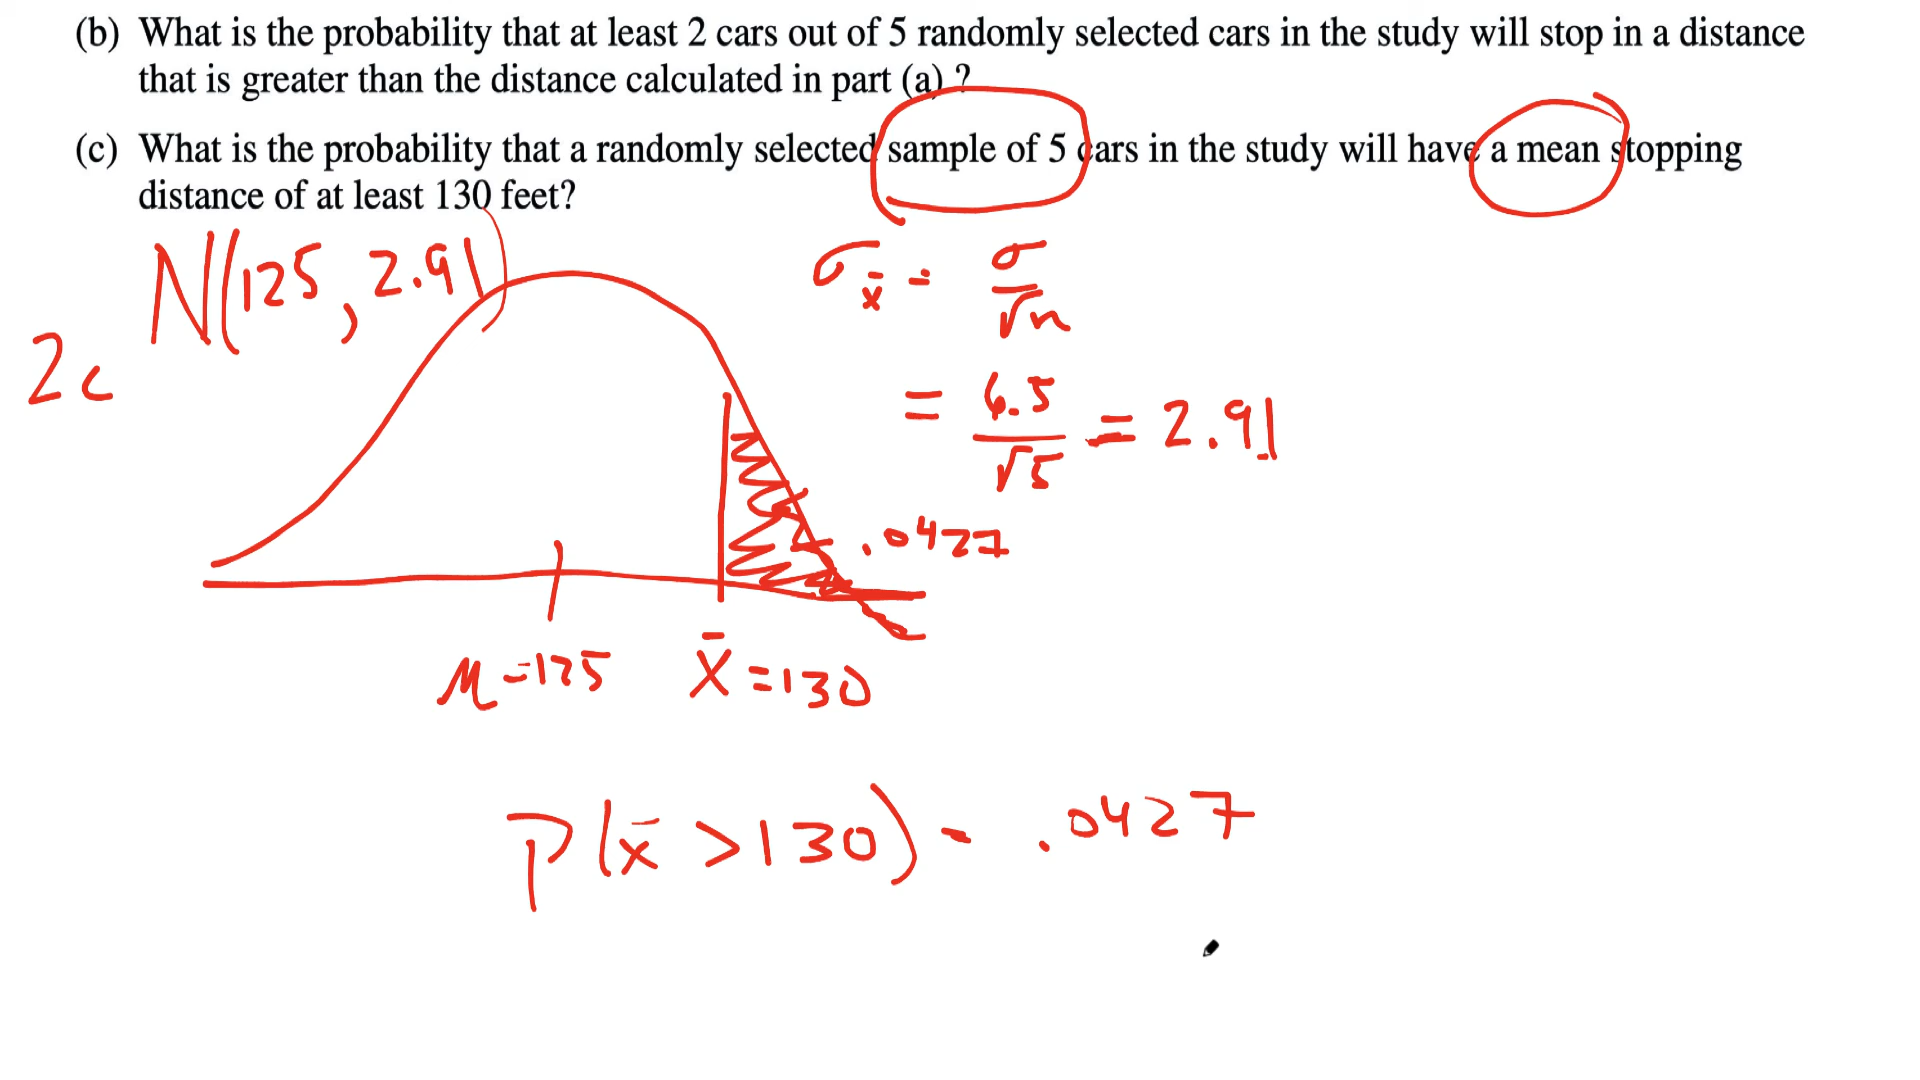 (b) What is the probability that at least 2 cars out of 5 randomly selected cars in the study will stop in a distance
that is greater than the distance calculated in part (a) ?
(c) What is the probability that a randomly selected sample of 5 cars in the study will have a mean stopping
distance of at least 130 feet?
N(125, 2.91)
σx̄ = σ/√n
2c
= 6.5/√5 = 2.91
.0427
μ=125 x̄=130
P(x̄ >130) = .0427